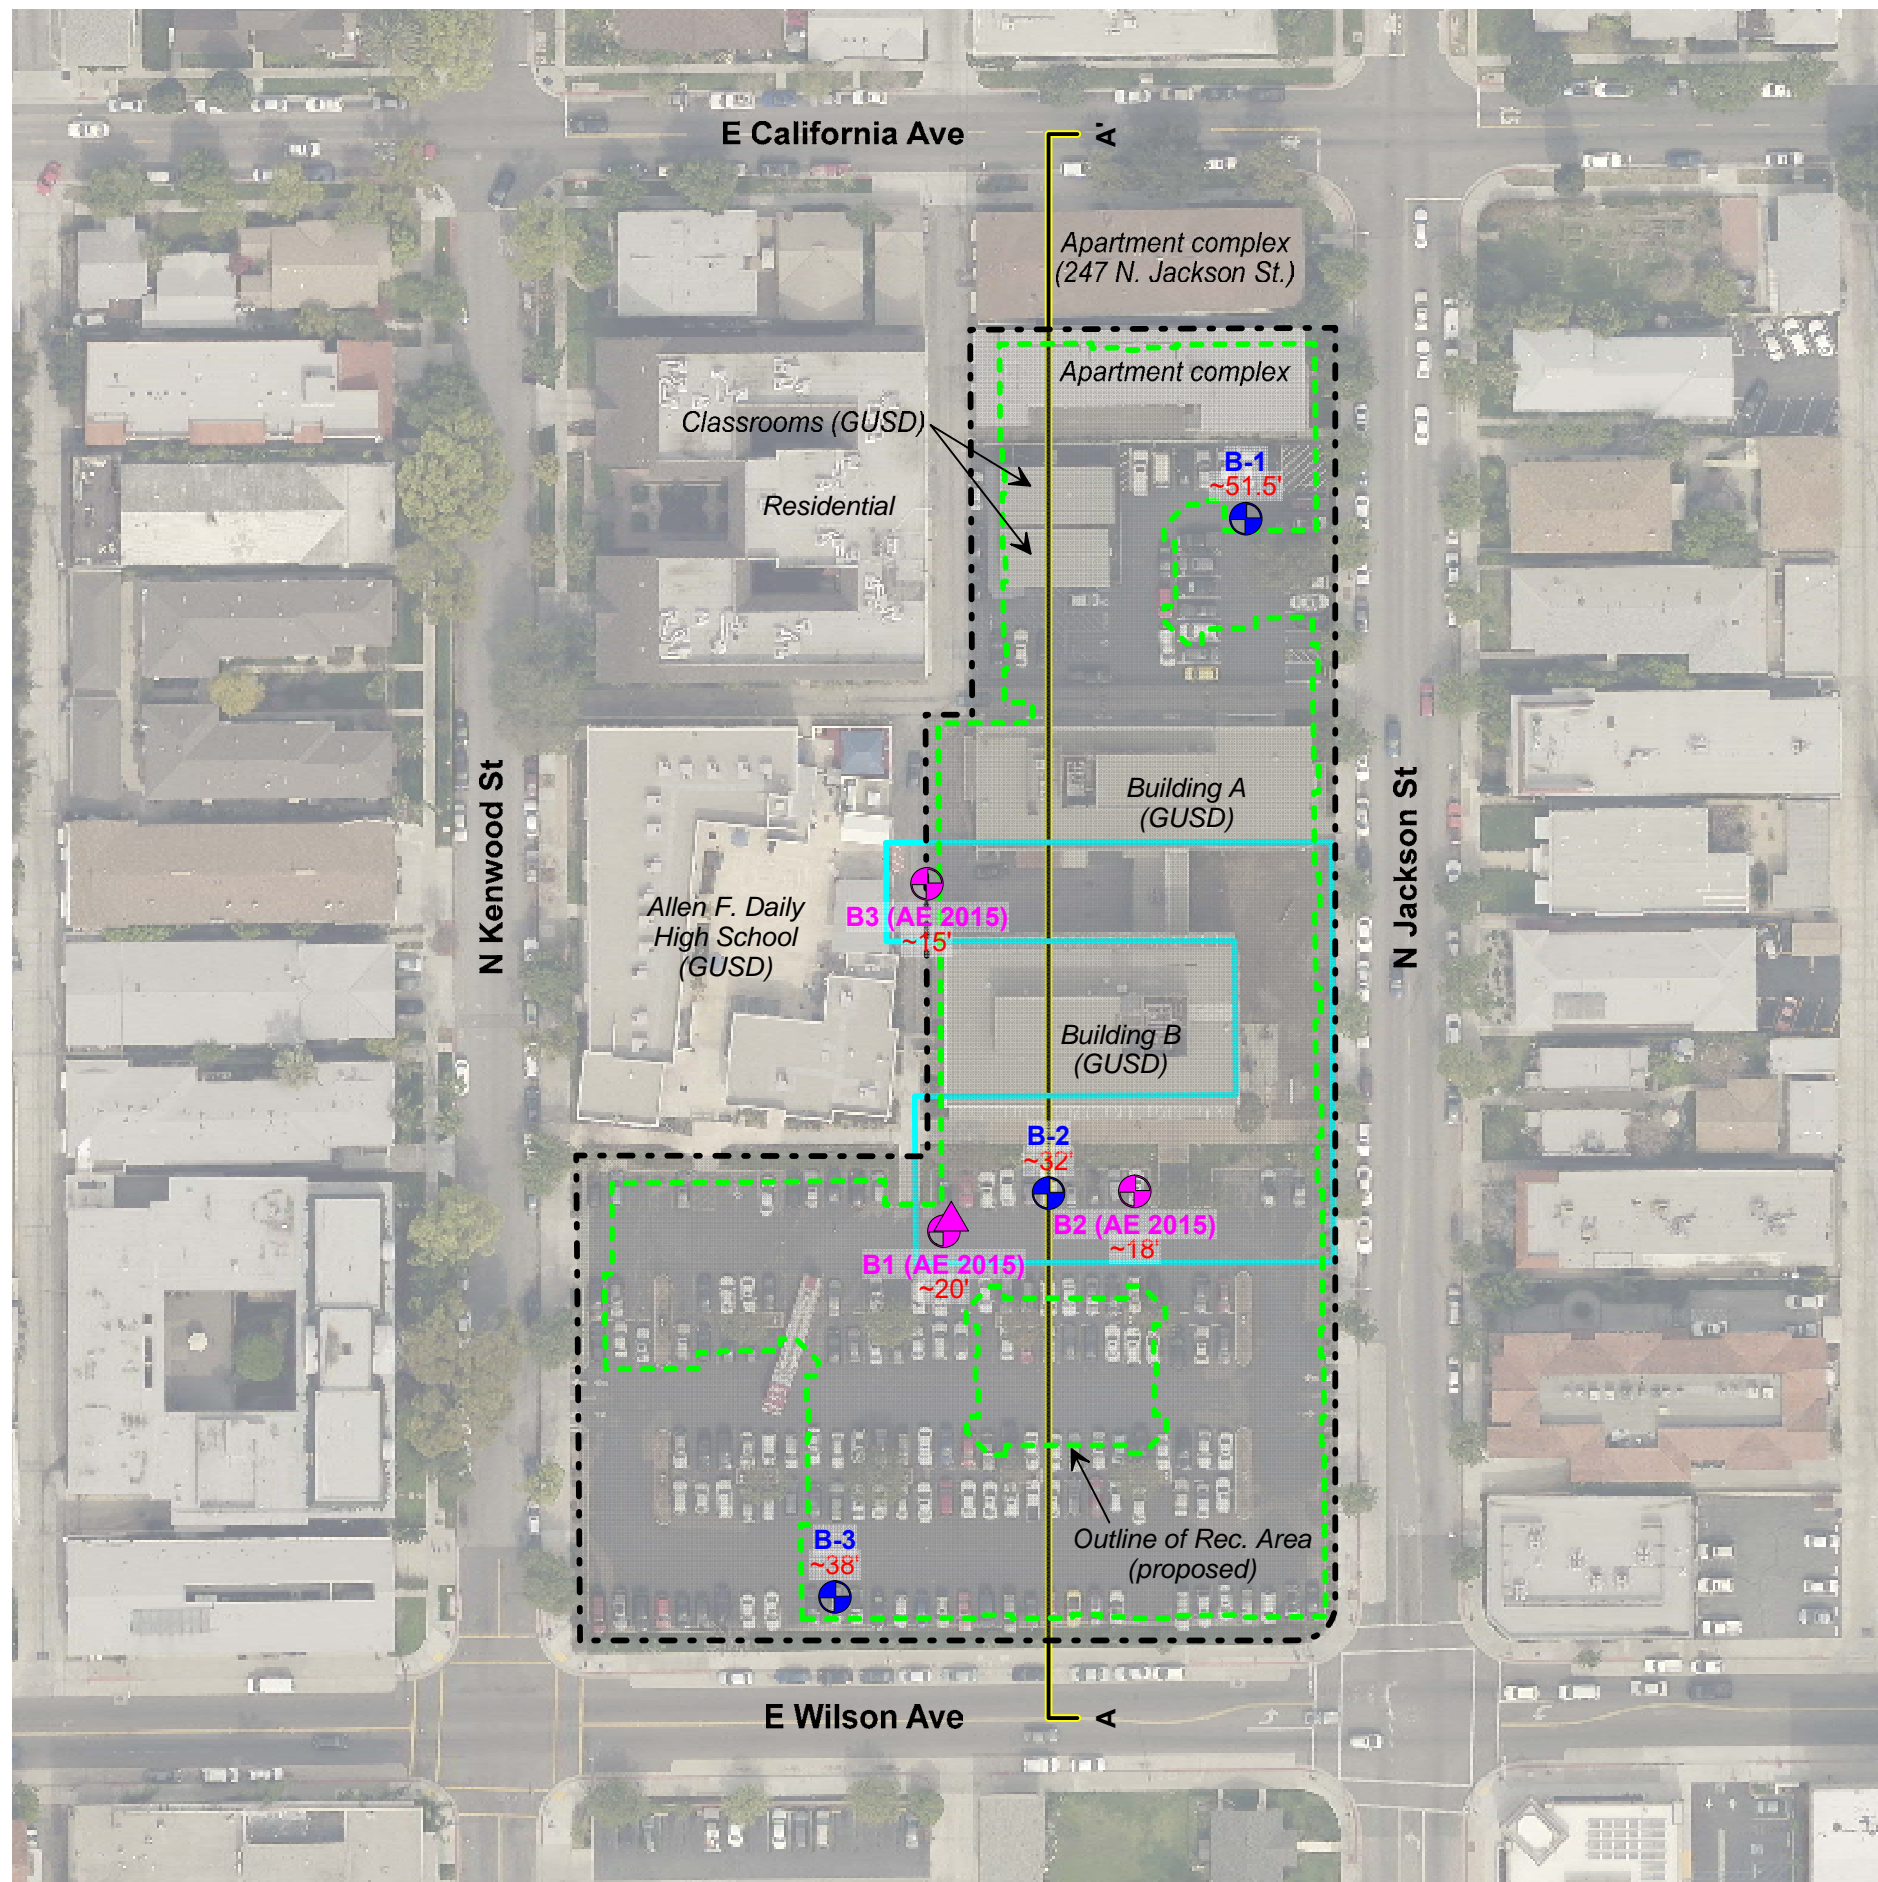 E California Ave
A'
Apartment complex
(247 N. Jackson St.)
Apartment complex
Classrooms (GUSD)
B-1
~51.5'
Residential
N Kenwood St
N Jackson St
Building A
(GUSD)
Allen F. Daily
High School
(GUSD)
B3 (AE 2015)
~15'
Building B
(GUSD)
B-2
~32'
B2 (AE 2015)
~18'
B1 (AE 2015)
~20'
B-3
~38'
Outline of Rec. Area
(proposed)
E Wilson Ave
A